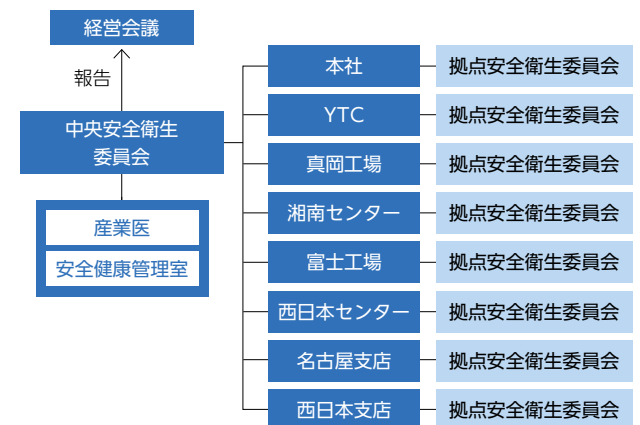 経営会議
報告
中央安全衛生
委員会
産業医
安全健康管理室
本社 拠点安全衛生委員会
YTC 拠点安全衛生委員会
真岡工場 拠点安全衛生委員会
湘南センター 拠点安全衛生委員会
富士工場 拠点安全衛生委員会
西日本センター 拠点安全衛生委員会
名古屋支店 拠点安全衛生委員会
西日本支店 拠点安全衛生委員会